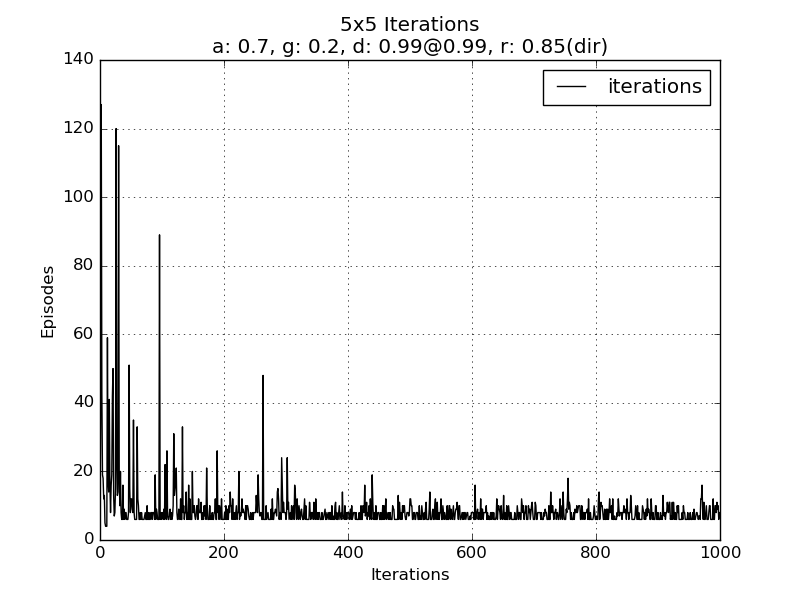 5x5 Iterations
a: 0.7, g: 0.2, d: 0.99@0.99, r: 0.85(dir)
iterations
140
120
100
80
60
40
20
0
Episodes
0 200 400 600 800 1000
Iterations